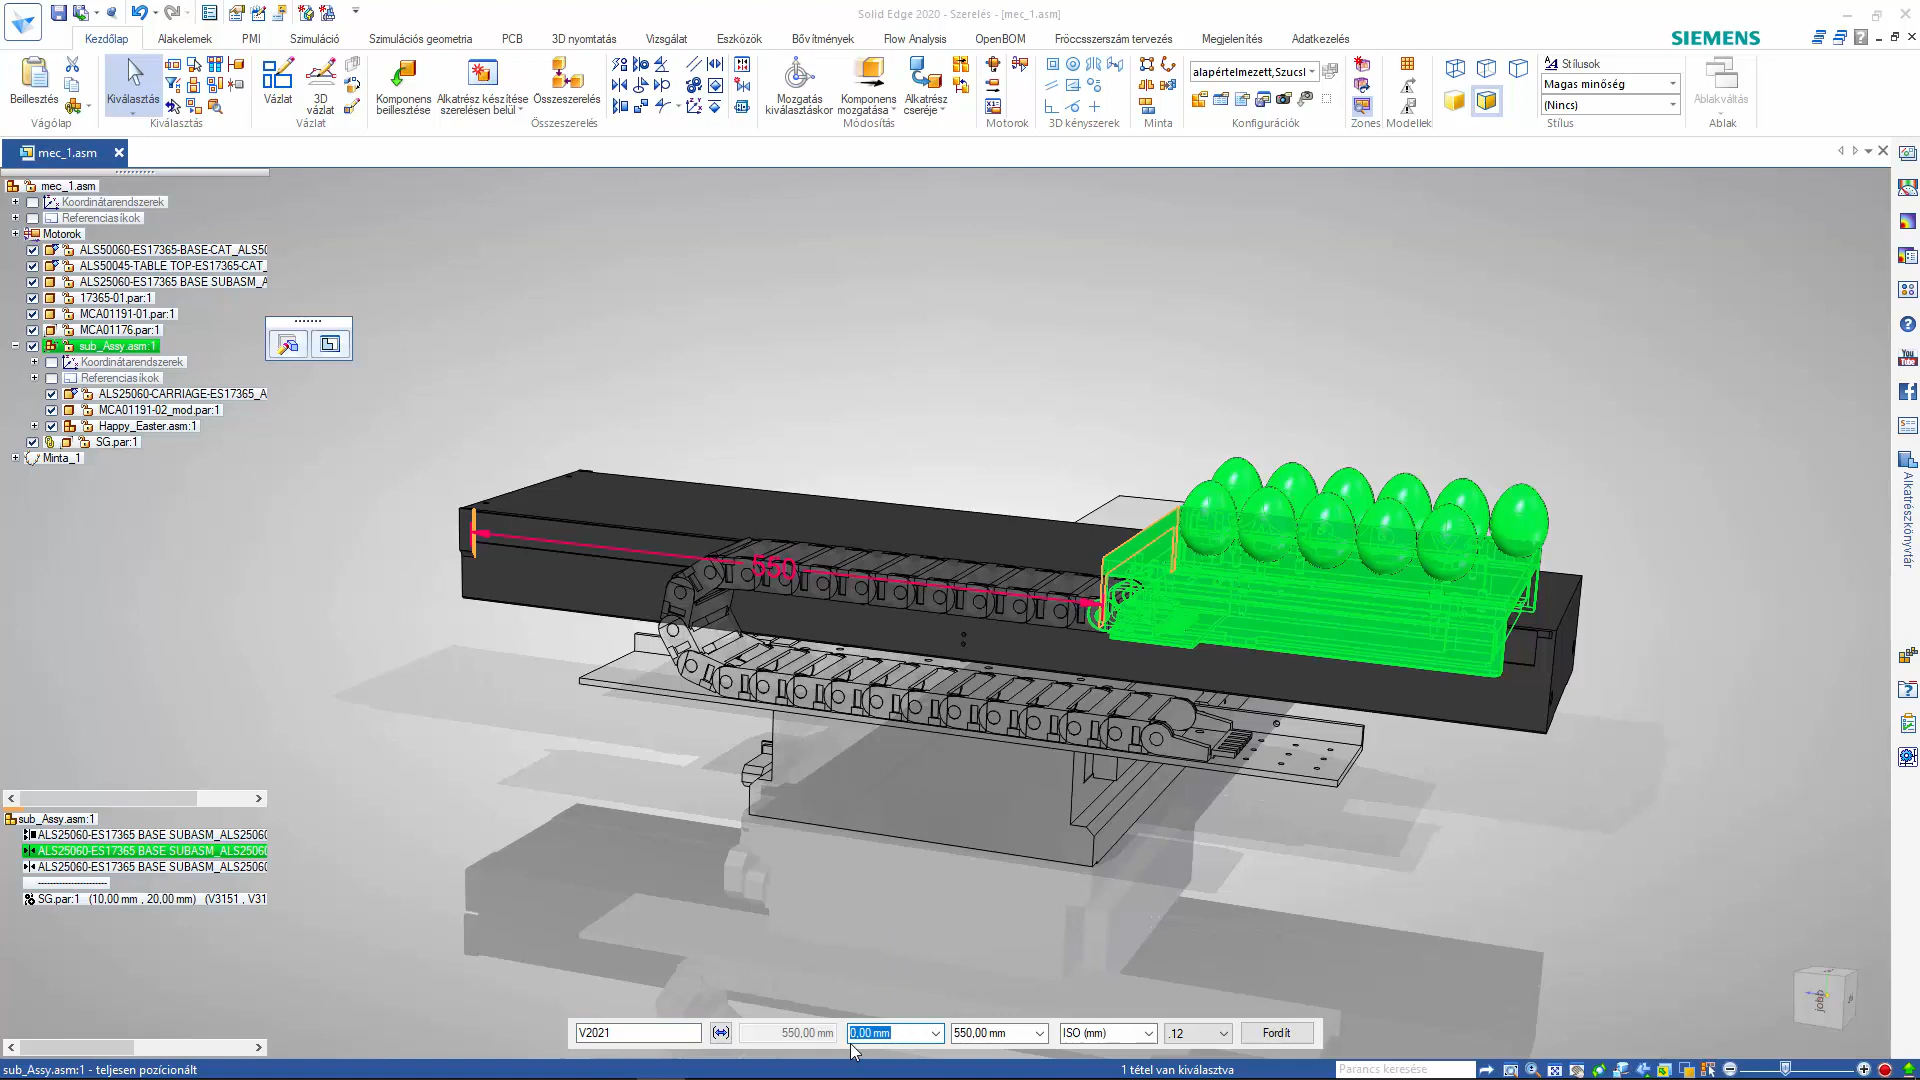 Solid Edge 2020 - Szerelés - [mec_1.asm]
Kezdőlap
Alakelemek
PMI
Szimuláció
Szimulációs geometria
PCB
3D nyomtatás
Vizsgálat
Eszközök
Bővítmények
Flow Analysis
OpenBOM
Fröccsszerszám tervezés
Megjelenítés
Adatkezelés
SIEMENS
Beillesztés
Kiválasztás
Vázlat
3D vázlat
Komponens beillesztése
Alkatrész készítése szerelésen belül
Összeszerelés
Mozgatás kiválasztáskor
Komponens mozgatása
Alkatrész cseréje
alapértelmezett,Szucsl
Stílusok
Magas minőség
(Nincs)
Ablakváltás
Vágólap
Kiválasztás
Vázlat
Összeszerelés
Módosítás
Motorok
3D kényszerek
Minta
Konfigurációk
Zones
Modellek
Stílus
Ablak
mec_1.asm
mec_1.asm
Koordinátarendszerek
Referenciasíkok
Motorok
ALS50060-ES17365-BASE-CAT_ALS50
ALS50045-TABLE TOP-ES17365-CAT_
ALS25060-ES17365 BASE SUBASM_A
17365-01.par:1
MCA01191-01.par:1
MCA01176.par:1
sub_Assy.asm:1
Koordinátarendszerek
Referenciasíkok
ALS25060-CARRIAGE-ES17365_A
MCA01191-02_mod.par:1
Happy_Easter.asm:1
SG.par:1
Minta_1
550
You
Tube
Alkatrészkönyvtár
sub_Assy.asm:1
ALS25060-ES17365 BASE SUBASM_ALS25060
ALS25060-ES17365 BASE SUBASM_ALS25060
ALS25060-ES17365 BASE SUBASM_ALS25060
SG.par:1 (10,00 mm , 20,00 mm) (V3151 , V31
jobb
V2021
550,00 mm
0,00 mm
550,00 mm
ISO (mm)
.12
Fordít
sub_Assy.asm:1 - teljesen pozícionált
1 tétel van kiválasztva
Parancs keresése